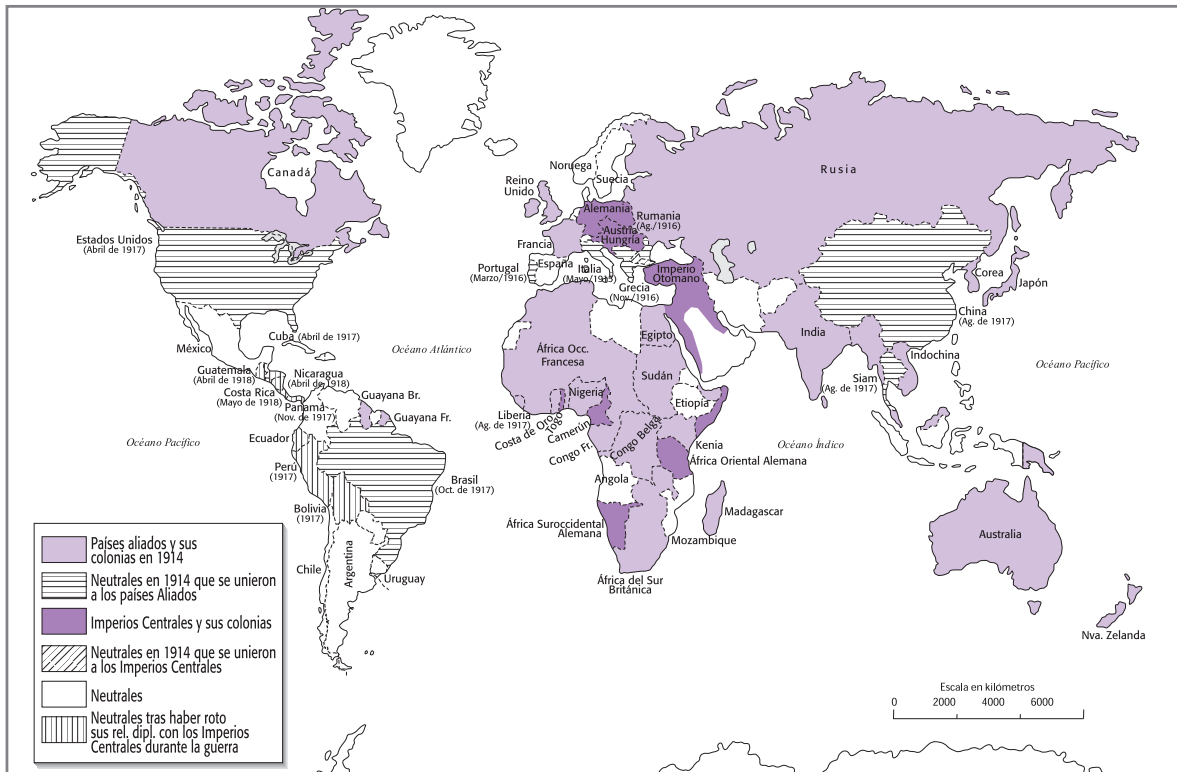 Canadá
Estados Unidos
(Abril de 1917)
México
Cuba (Abril de 1917)
Guatemala
(Abril de 1918)
Nicaragua
(Abril de 1918)
Costa Rica
(Mayo de 1918)
Panamá
(Nov. de 1917)
Guayana Br.
Guayana Fr.
Ecuador
Perú
(1917)
Brasil
(Oct. de 1917)
Bolivia
(1917)
Chile
Argentina
Uruguay
Océano Atlántico
Océano Pacífico
Noruega
Suecia
Reino
Unido
Alemania
Rumania
(Ag./1916)
Austria
Hungría
Francia
Portugal
(Marzo/1916)
España
Italia
(Mayo/1915)
Grecia
(Nov./1916)
Imperio
Otomano
Rusia
Corea
Japón
China
(Ag. de 1917)
India
Indochina
Siam
(Ag. de 1917)
Océano Pacífico
Océano Índico
África Occ.
Francesa
Egipto
Sudán
Nigeria
Etiopía
Liberia
(Ag. de 1917)
Costa de Oro
Togo
Camerún
Congo Fr.
Congo Belga
Kenia
África Oriental Alemana
Angola
África Suroccidental
Alemana
Madagascar
Mozambique
África del Sur
Británica
Australia
Nva. Zelanda
Países aliados y sus
colonias en 1914
Neutrales en 1914 que se unieron
a los países Aliados
Imperios Centrales y sus colonias
Neutrales en 1914 que se unieron
a los Imperios Centrales
Neutrales
Neutrales tras haber roto
sus rel. dipl. con los Imperios
Centrales durante la guerra
Escala en kilómetros
0 2000 4000 6000